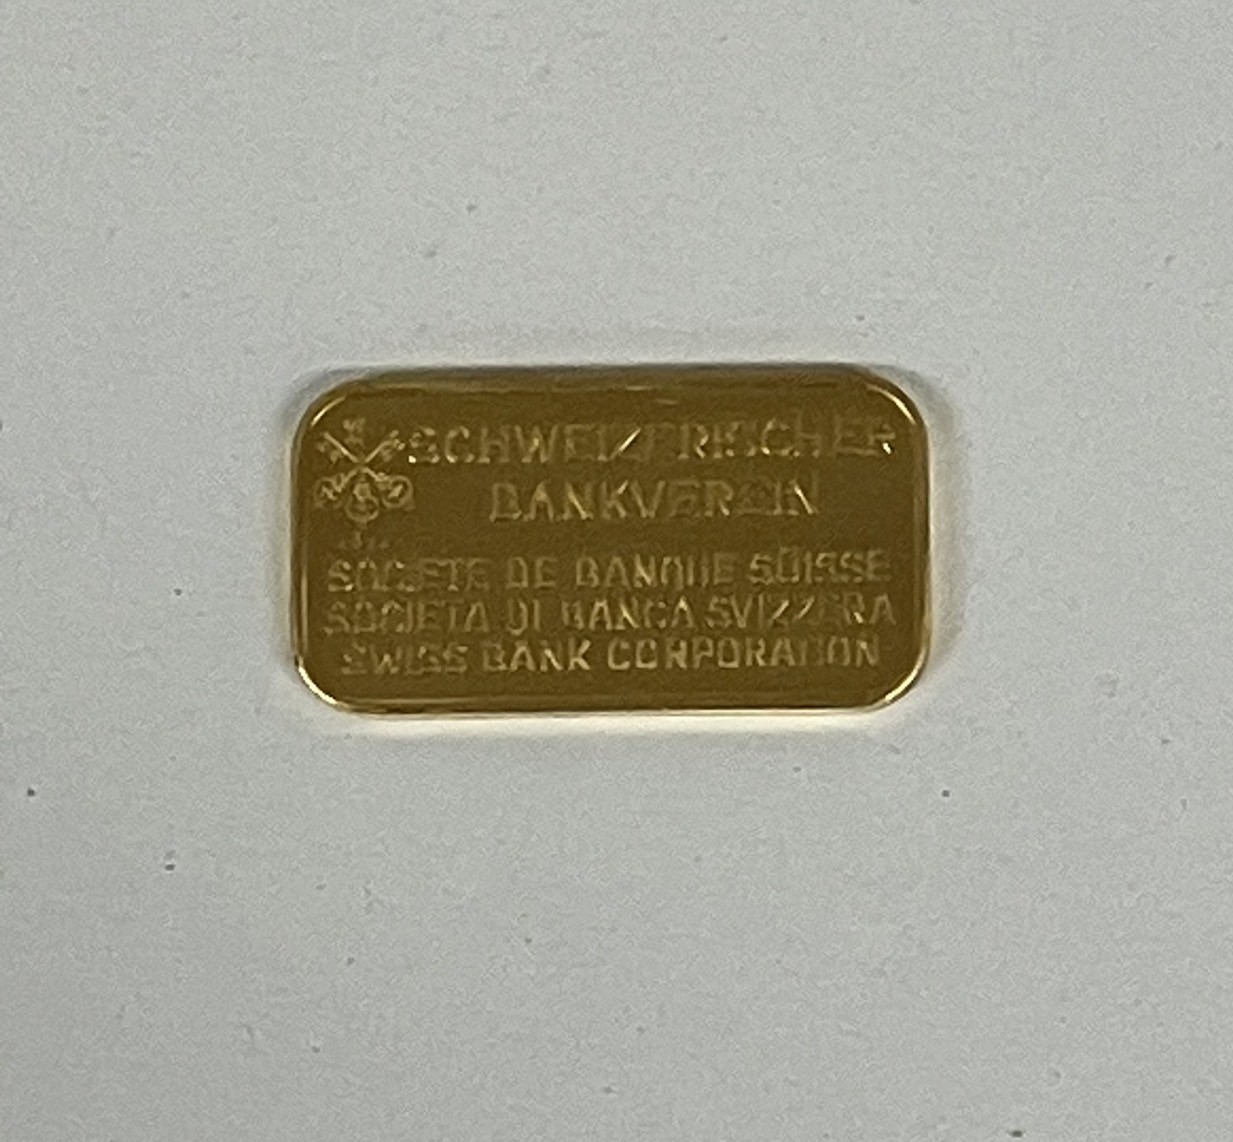 SCHWEIZERISCHER
BANKVEREIN
SOCIETE DE BANQUE SUISSE
SOCIETA DI BANCA SVIZZERA
SWISS BANK CORPORATION